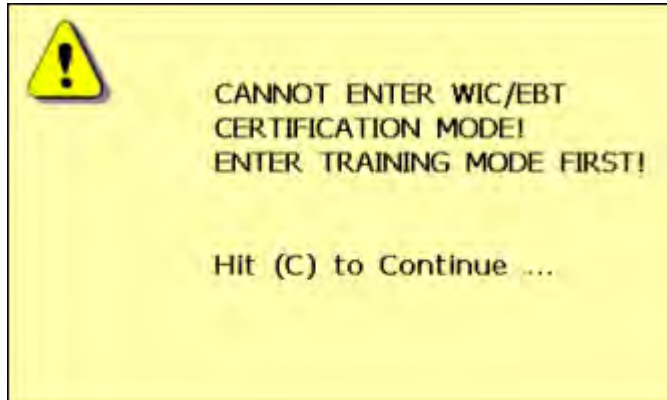 CANNOT ENTER WIC/EBT
CERTIFICATION MODE!
ENTER TRAINING MODE FIRST!
Hit (C) to Continue ...